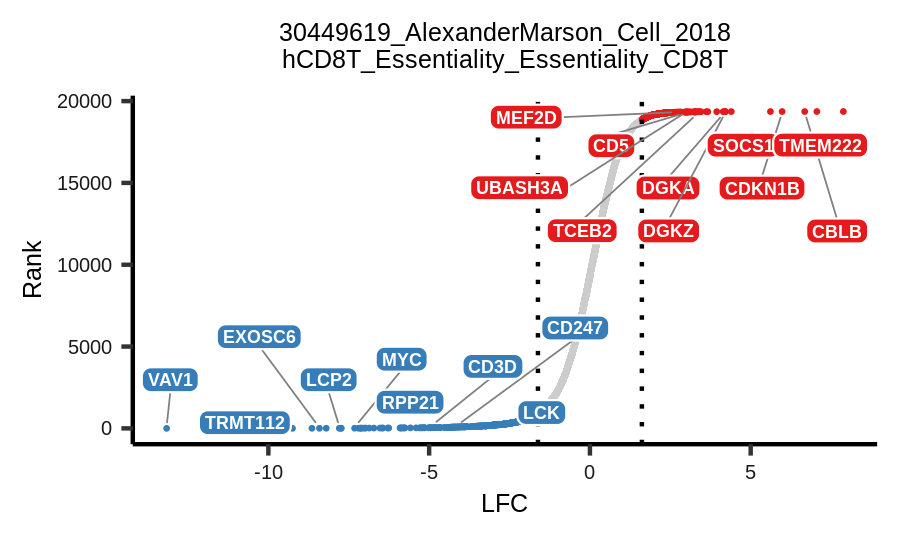 30449619_AlexanderMarson_Cell_2018
hCD8T_Essentiality_Essentiality_CD8T
20000
15000
10000
5000
0
Rank
MEF2D
CD5
SOCS1
TMEM222
UBASH3A
DGKA
CDKN1B
TCEB2
DGKZ
CBLB
CD247
EXOSC6
MYC
CD3D
VAV1
LCP2
RPP21
LCK
TRMT112
-10
-5
0
5
LFC